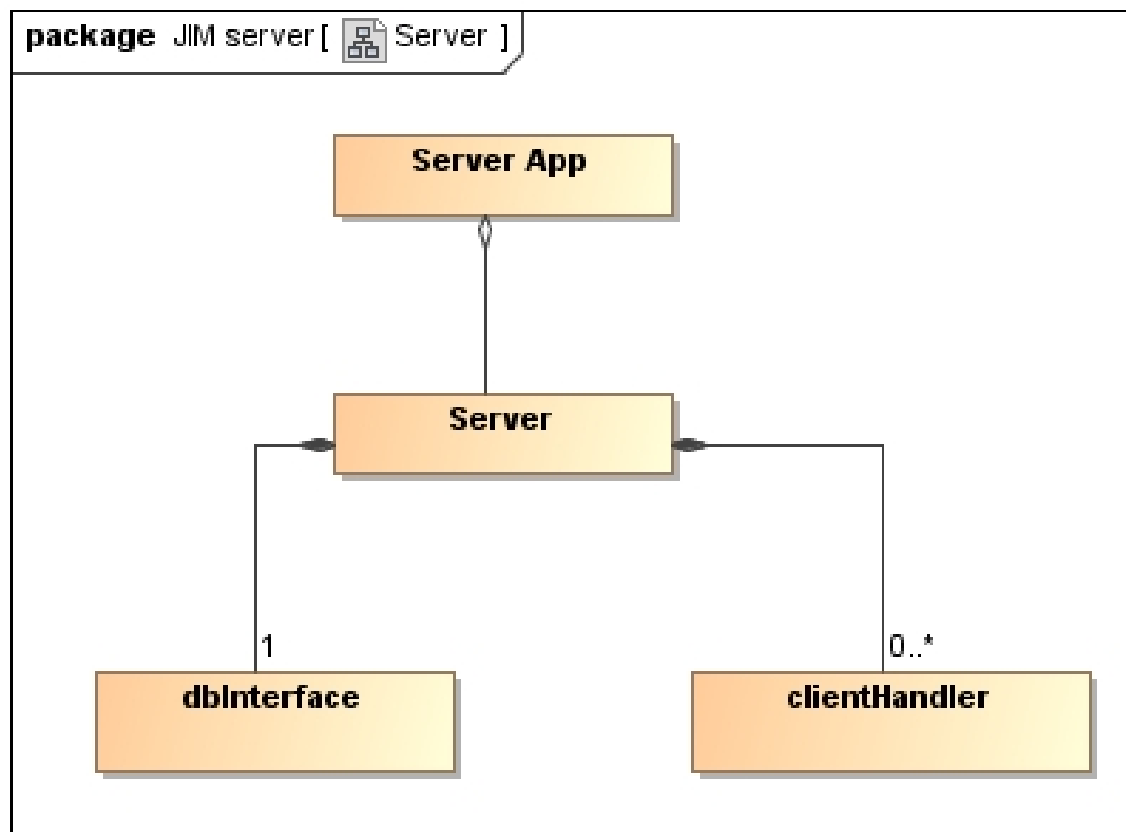 package JIM server [ Server ]
Server App
Server
1
0..*
dbInterface
clientHandler